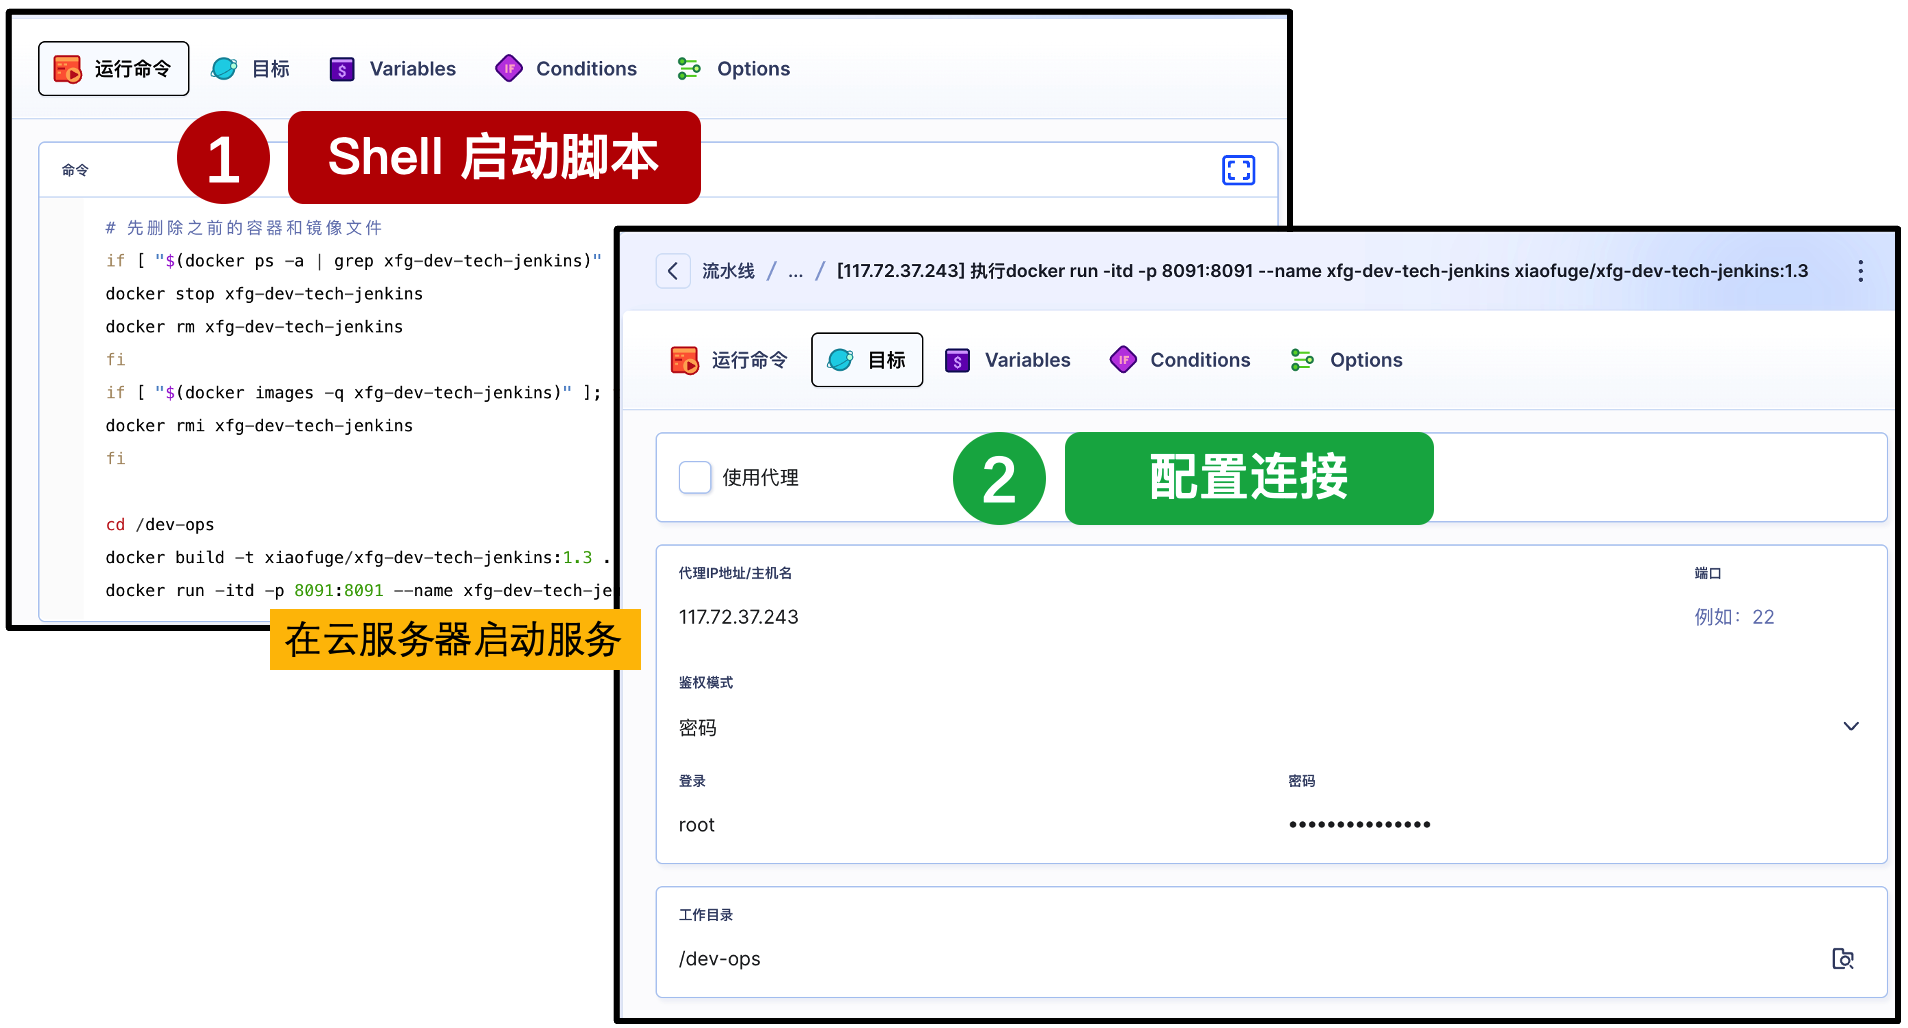 运行命令 目标 Variables Conditions Options
1 Shell 启动脚本
命令
# 先删除之前的容器和镜像文件
if [ "$(docker ps -a | grep xfg-dev-tech-jenkins)"
docker stop xfg-dev-tech-jenkins
docker rm xfg-dev-tech-jenkins
fi
if [ "$(docker images -q xfg-dev-tech-jenkins)" ];
docker rmi xfg-dev-tech-jenkins
fi
cd /dev-ops
docker build -t xiaofuge/xfg-dev-tech-jenkins:1.3 .
docker run -itd -p 8091:8091 --name xfg-dev-tech-je
在云服务器启动服务
流水线 / ... / [117.72.37.243] 执行docker run -itd -p 8091:8091 --name xfg-dev-tech-jenkins xiaofuge/xfg-dev-tech-jenkins:1.3
运行命令 目标 Variables Conditions Options
2 配置连接
使用代理
代理IP地址/主机名 端口
117.72.37.243 例如：22
鉴权模式
密码
登录 密码
root •••••••••••••••
工作目录
/dev-ops